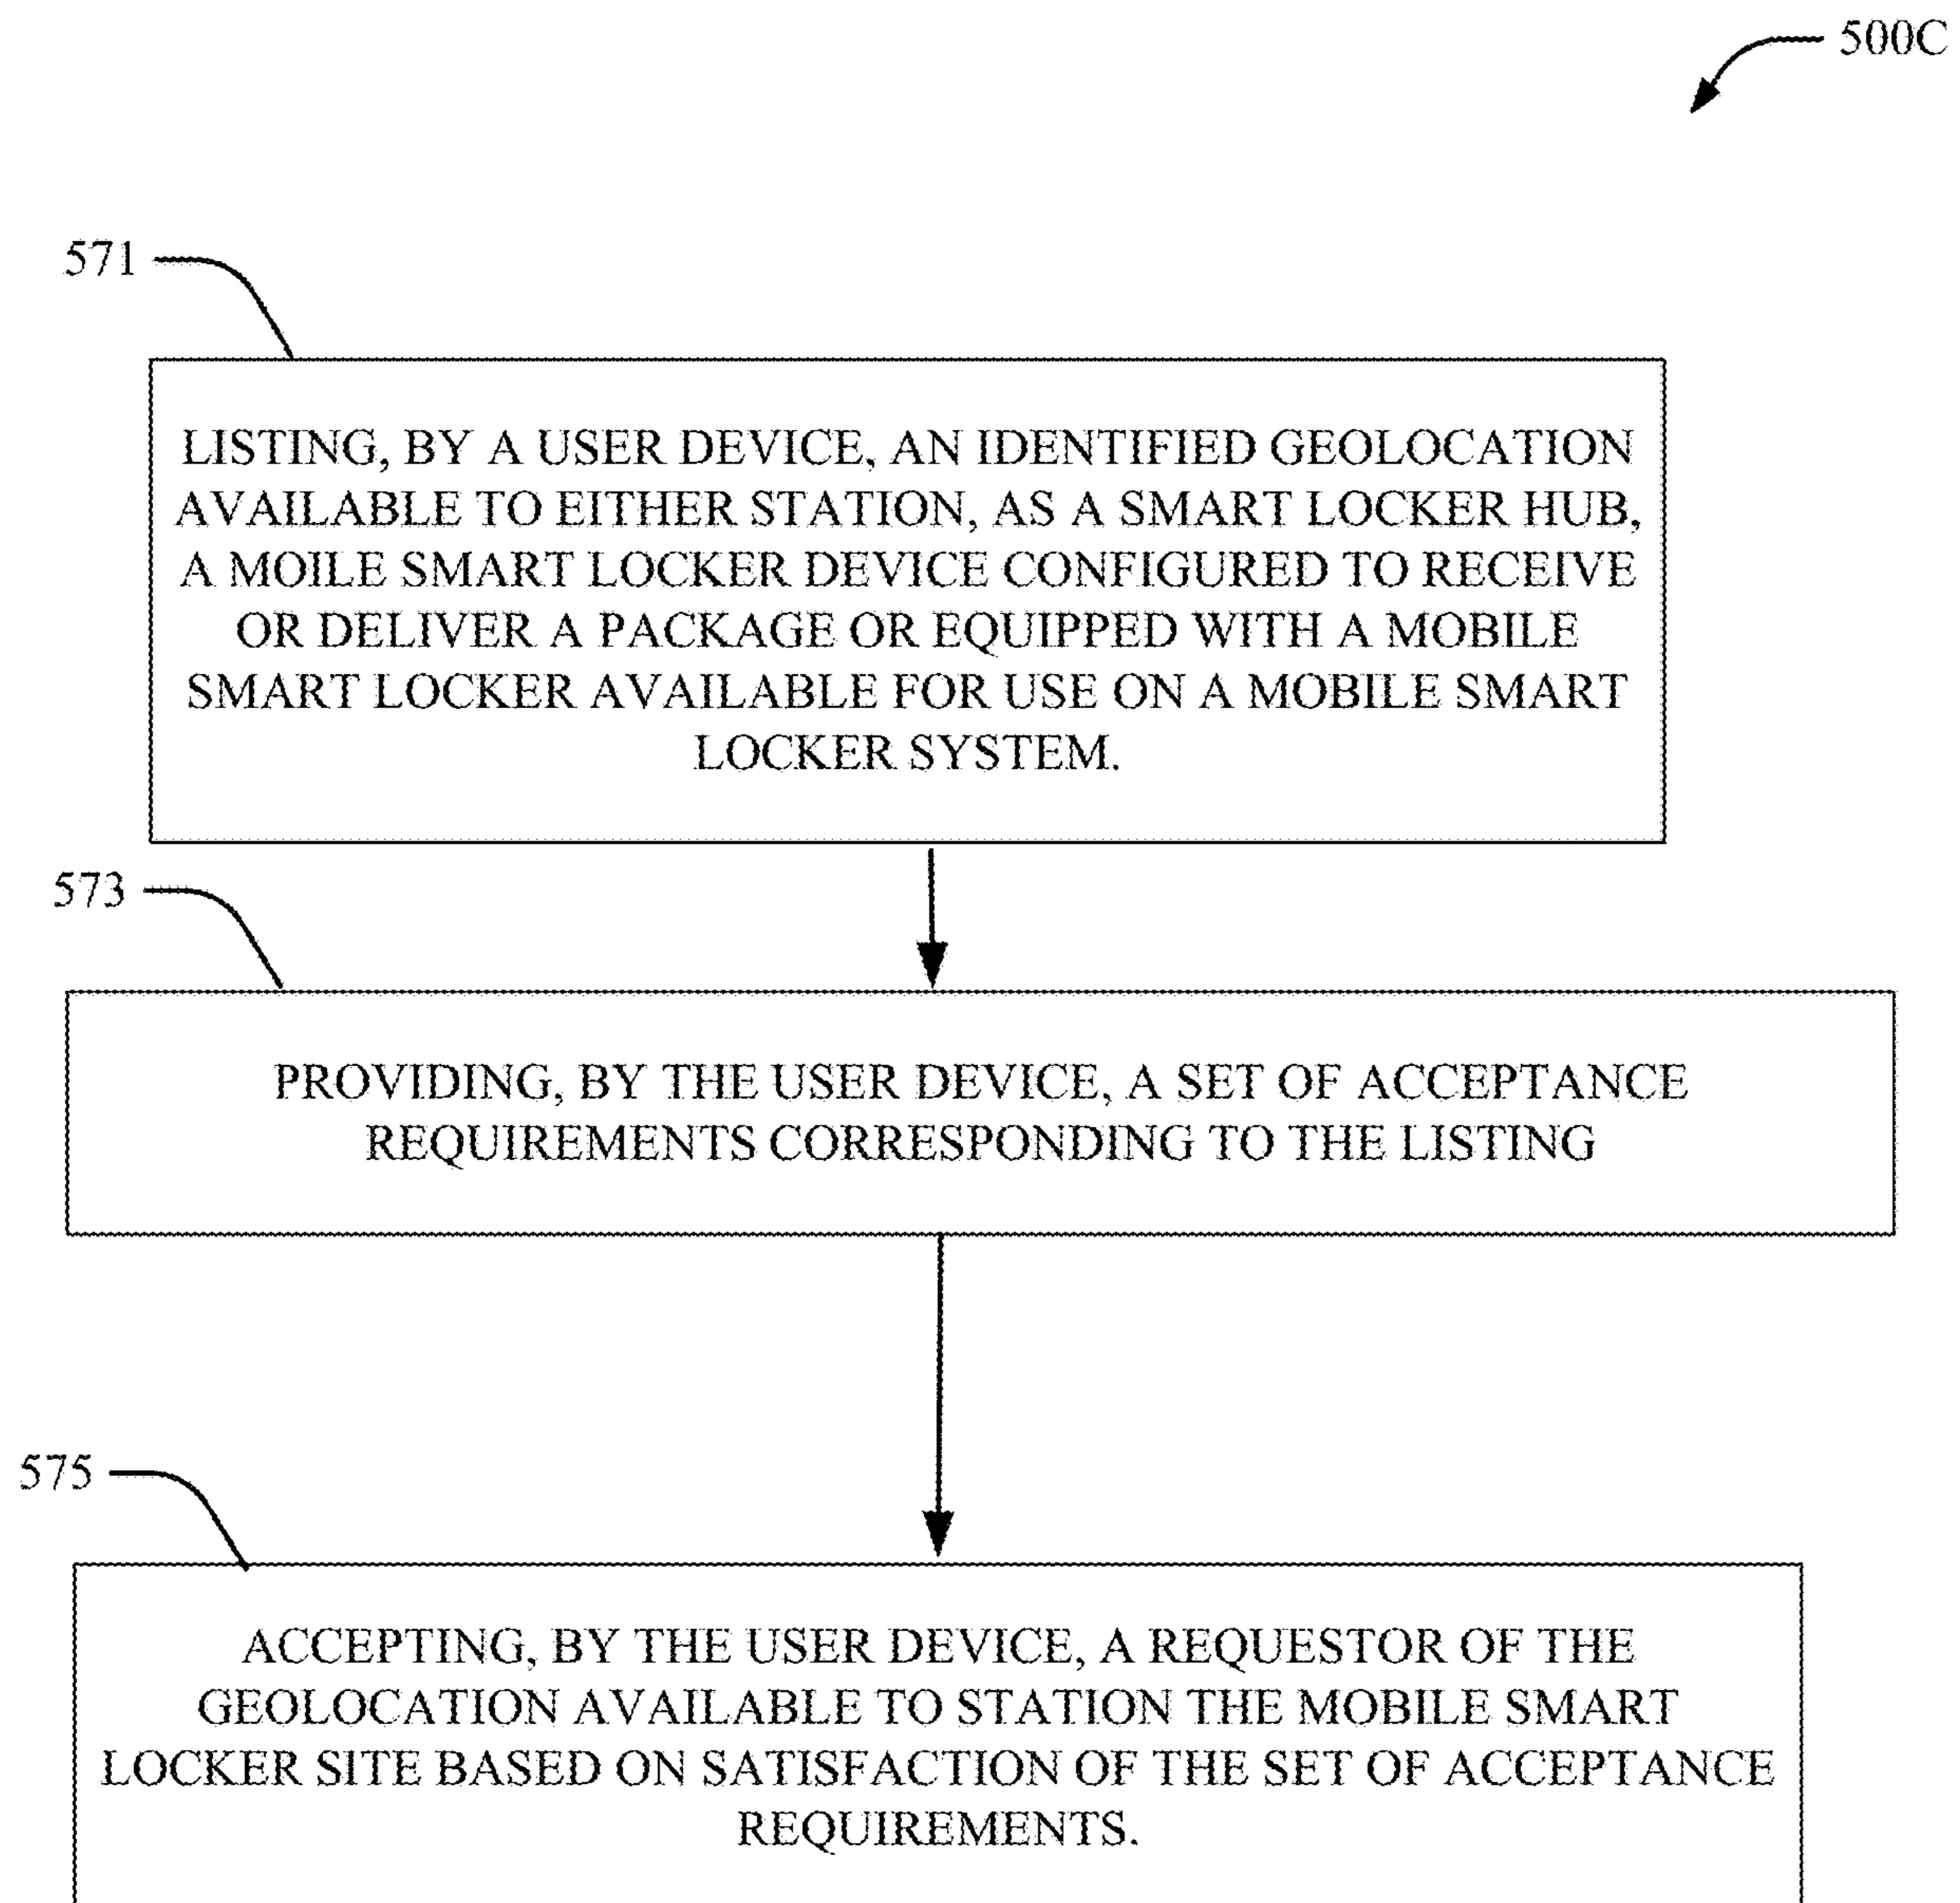 500C
571
LISTING, BY A USER DEVICE, AN IDENTIFIED GEOLOCATION
AVAILABLE TO EITHER STATION, AS A SMART LOCKER HUB,
A MOILE SMART LOCKER DEVICE CONFIGURED TO RECEIVE
OR DELIVER A PACKAGE OR EQUIPPED WITH A MOBILE
SMART LOCKER AVAILABLE FOR USE ON A MOBILE SMART
LOCKER SYSTEM.
573
PROVIDING, BY THE USER DEVICE, A SET OF ACCEPTANCE
REQUIREMENTS CORRESPONDING TO THE LISTING
575
ACCEPTING, BY THE USER DEVICE, A REQUESTOR OF THE
GEOLOCATION AVAILABLE TO STATION THE MOBILE SMART
LOCKER SITE BASED ON SATISFACTION OF THE SET OF ACCEPTANCE
REQUIREMENTS.